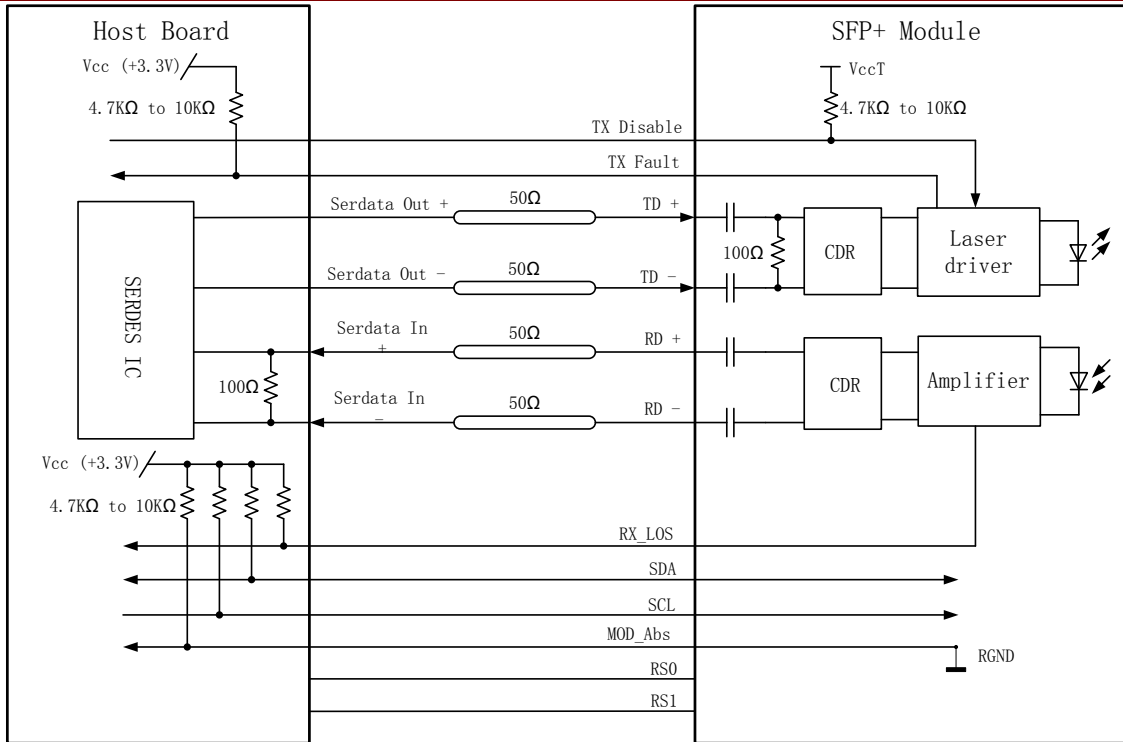 Host Board
SFP+ Module
Vcc (+3.3V)
VccT
4.7KΩ to 10KΩ
4.7KΩ to 10KΩ
TX Disable
TX Fault
Serdata Out +
50Ω
TD +
100Ω
CDR
Laser
driver
Serdata Out −
50Ω
TD −
SERDES IC
Serdata In
+
50Ω
RD +
100Ω
CDR
Amplifier
Serdata In
−
50Ω
RD −
Vcc (+3.3V)
4.7KΩ to 10KΩ
RX_LOS
SDA
SCL
MOD_Abs
RGND
RS0
RS1